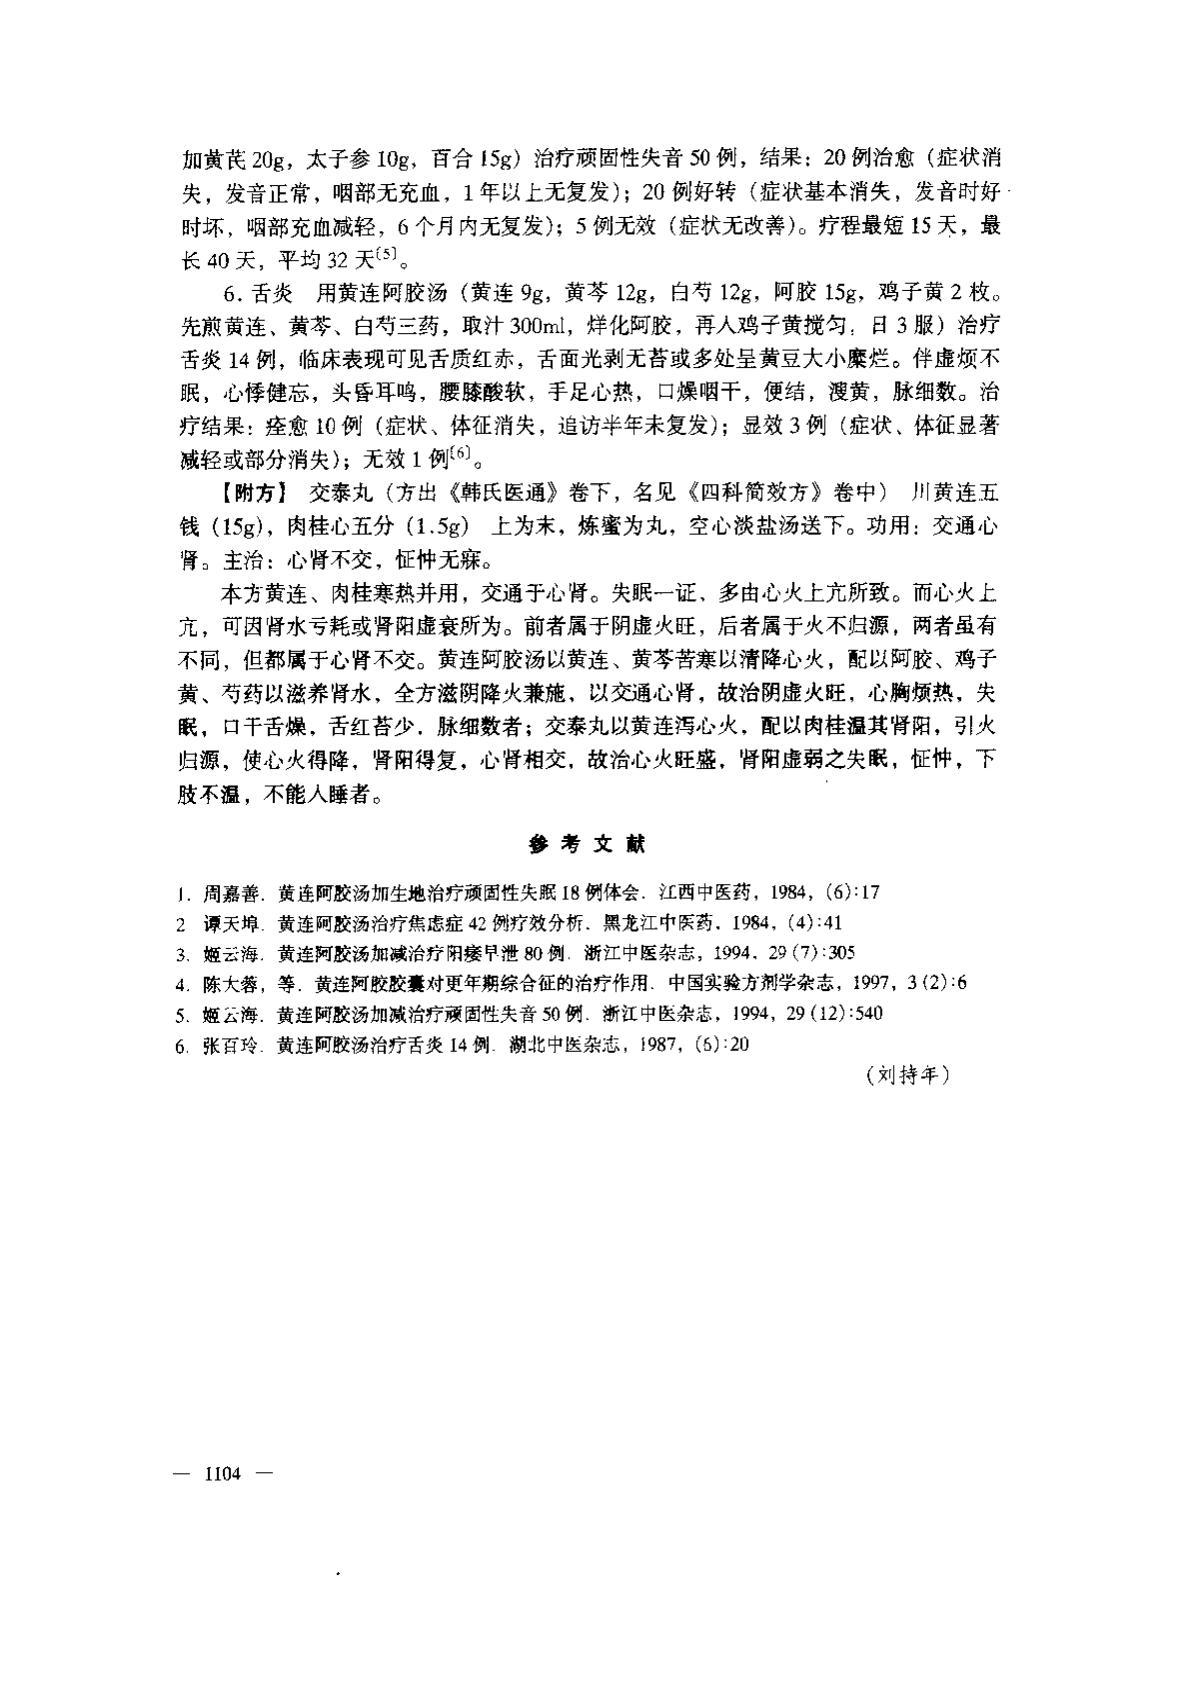 加黄芪 20g，太子参 10g，百合 15g）治疗顽固性失音 50 例，结果：20 例治愈（症状消
失，发音正常，咽部无充血，1 年以上无复发）；20 例好转（症状基本消失，发音时好
时坏，咽部充血减轻，6 个月内无复发）；5 例无效（症状无改善）。疗程最短 15 天，最
长 40 天，平均 32 天〔5〕。
6. 舌炎　用黄连阿胶汤（黄连 9g，黄芩 12g，白芍 12g，阿胶 15g，鸡子黄 2 枚。
先煎黄连、黄芩、白芍三药，取汁 300ml，烊化阿胶，再入鸡子黄搅匀，日 3 服）治疗
舌炎 14 例，临床表现可见舌质红赤，舌面光剥无苔或多处呈黄豆大小糜烂。伴虚烦不
眠，心悸健忘，头昏耳鸣，腰膝酸软，手足心热，口燥咽干，便结，溲黄，脉细数。治
疗结果：痊愈 10 例（症状、体征消失，追访半年未复发）；显效 3 例（症状、体征显著
减轻或部分消失）；无效 1 例〔6〕。
【附方】　交泰丸（方出《韩氏医通》卷下，名见《四科简效方》卷中）　川黄连五
钱（15g），肉桂心五分（1.5g）　上为末，炼蜜为丸，空心淡盐汤送下。功用：交通心
肾。主治：心肾不交，怔忡无寐。
本方黄连、肉桂寒热并用，交通于心肾。失眠一证，多由心火上亢所致。而心火上
亢，可因肾水亏耗或肾阳虚衰所为。前者属于阴虚火旺，后者属于火不归源，两者虽有
不同，但都属于心肾不交。黄连阿胶汤以黄连、黄芩苦寒以清降心火，配以阿胶、鸡子
黄、芍药以滋养肾水，全方滋阴降火兼施，以交通心肾，故治阴虚火旺，心胸烦热，失
眠，口干舌燥，舌红苔少，脉细数者；交泰丸以黄连泻心火，配以肉桂温其肾阳，引火
归源，使心火得降，肾阳得复，心肾相交，故治心火旺盛，肾阳虚弱之失眠，怔忡，下
肢不温，不能入睡者。
参 考 文 献
1. 周嘉善．黄连阿胶汤加生地治疗顽固性失眠 18 例体会．江西中医药，1984，(6):17
2 谭天埠．黄连阿胶汤治疗焦虑症 42 例疗效分析．黑龙江中医药，1984，(4):41
3. 姬云海．黄连阿胶汤加减治疗阳痿早泄 80 例．浙江中医杂志，1994，29 (7):305
4. 陈大蓉，等．黄连阿胶胶囊对更年期综合征的治疗作用．中国实验方剂学杂志，1997，3 (2):6
5. 姬云海．黄连阿胶汤加减治疗顽固性失音 50 例．浙江中医杂志，1994，29 (12):540
6. 张百玲．黄连阿胶汤治疗舌炎 14 例．湖北中医杂志，1987，(6):20
（刘持年）
— 1104 —